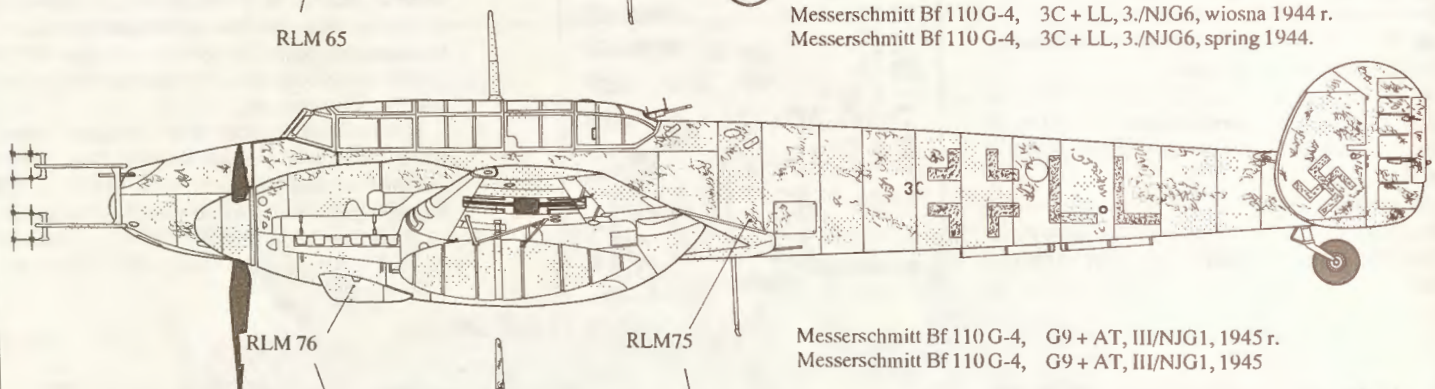 Messerschmitt Bf 110 G-4, 3C + LL, 3./NJG6, wiosna 1944 r.
Messerschmitt Bf 110 G-4, 3C + LL, 3./NJG6, spring 1944.
RLM 65
3C LL
RLM 76
RLM75
Messerschmitt Bf 110 G-4, G9 + AT, III/NJG1, 1945 r.
Messerschmitt Bf 110 G-4, G9 + AT, III/NJG1, 1945